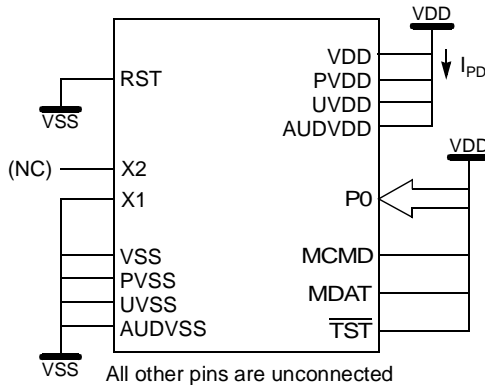 VDD
VDD
I PD
PVDD
RST
UVDD
AUDVDD
VSS
VDD
(NC)
X2
X1
P0
VSS
MCMD
PVSS
UVSS
MDAT
AUDVSS
TST
VSS
All other pins are unconnected